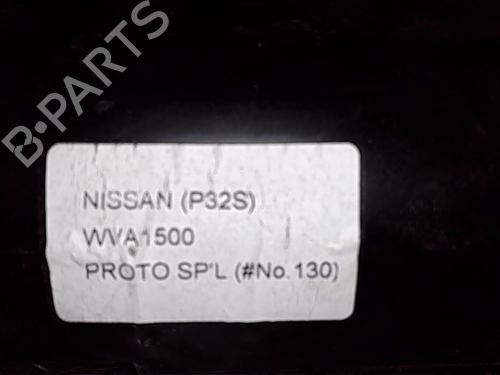 B-PARTS
NISSAN (P32S)
WVA1500
PROTO SP'L (#No.130)